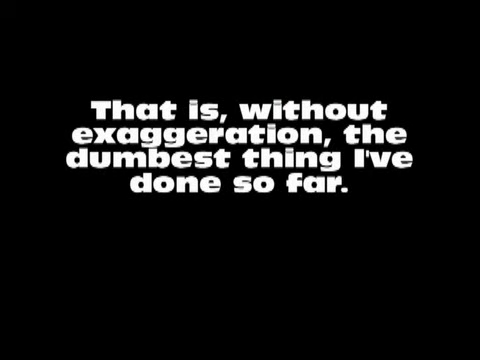 That is, without
exaggeration, the
dumbest thing I've
done so far.